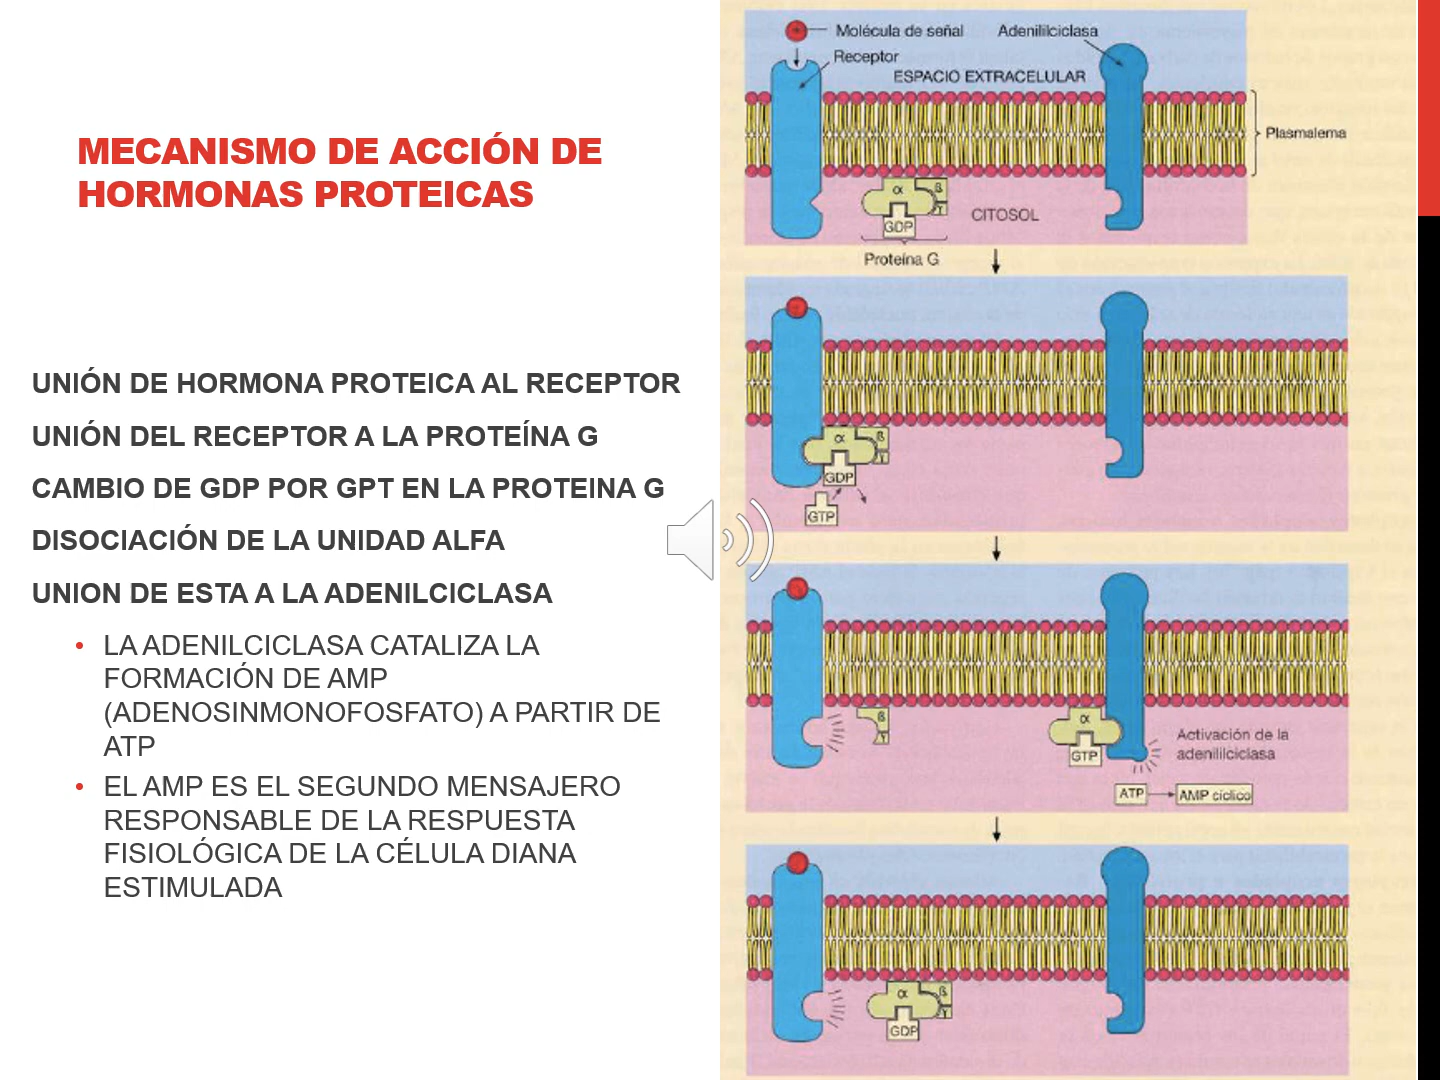 MECANISMO DE ACCIÓN DE
HORMONAS PROTEICAS
UNIÓN DE HORMONA PROTEICA AL RECEPTOR
UNIÓN DEL RECEPTOR A LA PROTEÍNA G
CAMBIO DE GDP POR GPT EN LA PROTEINA G
DISOCIACIÓN DE LA UNIDAD ALFA
UNION DE ESTA A LA ADENILCICLASA
• LA ADENILCICLASA CATALIZA LA
FORMACIÓN DE AMP
(ADENOSINMONOFOSFATO) A PARTIR DE
ATP
• EL AMP ES EL SEGUNDO MENSAJERO
RESPONSABLE DE LA RESPUESTA
FISIOLÓGICA DE LA CÉLULA DIANA
ESTIMULADA
Molécula de señal
Adenililciclasa
Receptor
ESPACIO EXTRACELULAR
Plasmalema
α
ß
γ
GDP
CITOSOL
Proteína G
α
ß
γ
GDP
GTP
ß
γ
α
GTP
Activación de la
adenililciclasa
ATP
AMP cíclico
α
ß
γ
GDP